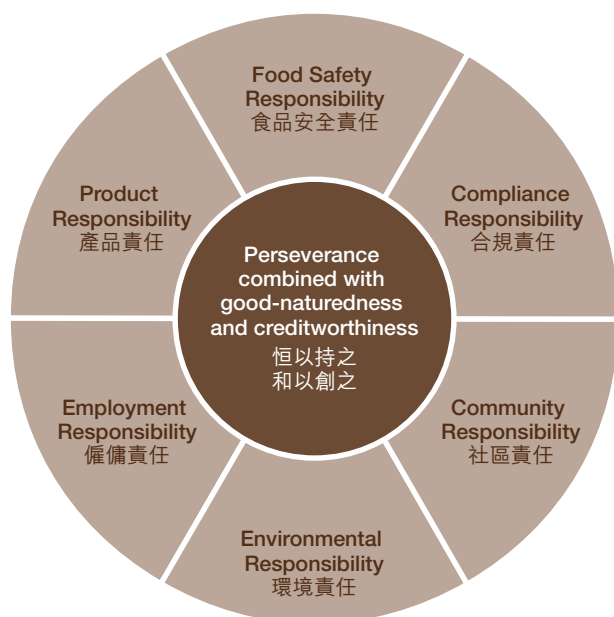 Food Safety
Responsibility
食品安全責任
Product
Responsibility
產品責任
Compliance
Responsibility
合規責任
Perseverance
combined with
good-naturedness
and creditworthiness
恒以持之
和以創之
Employment
Responsibility
僱傭責任
Community
Responsibility
社區責任
Environmental
Responsibility
環境責任